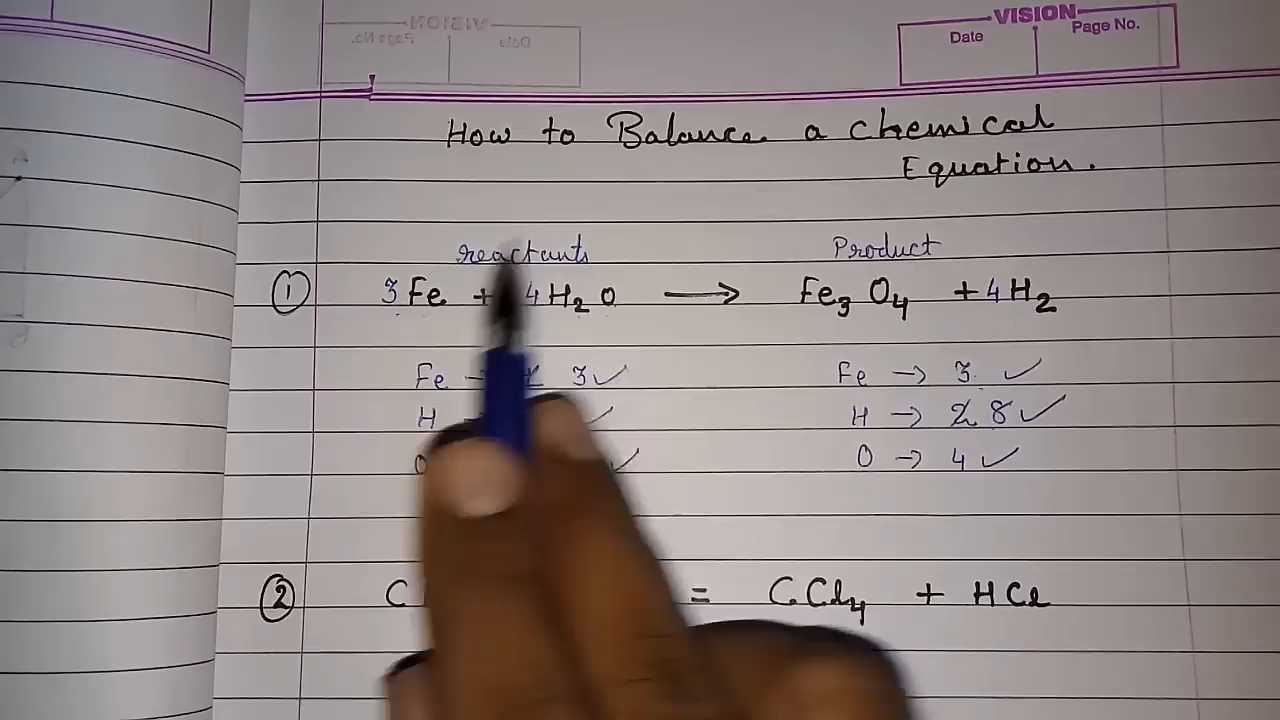 VISION
Date Page No.
How to Balance a chemical
Equation.
reactants Product
① 3Fe + 4H₂O ⟶ Fe₃O₄ + 4H₂
Fe 3✓ Fe → 3. ✓
H ✓ H → 2 8 ✓
✓ O → 4 ✓
② C = CCl₄ + HCl